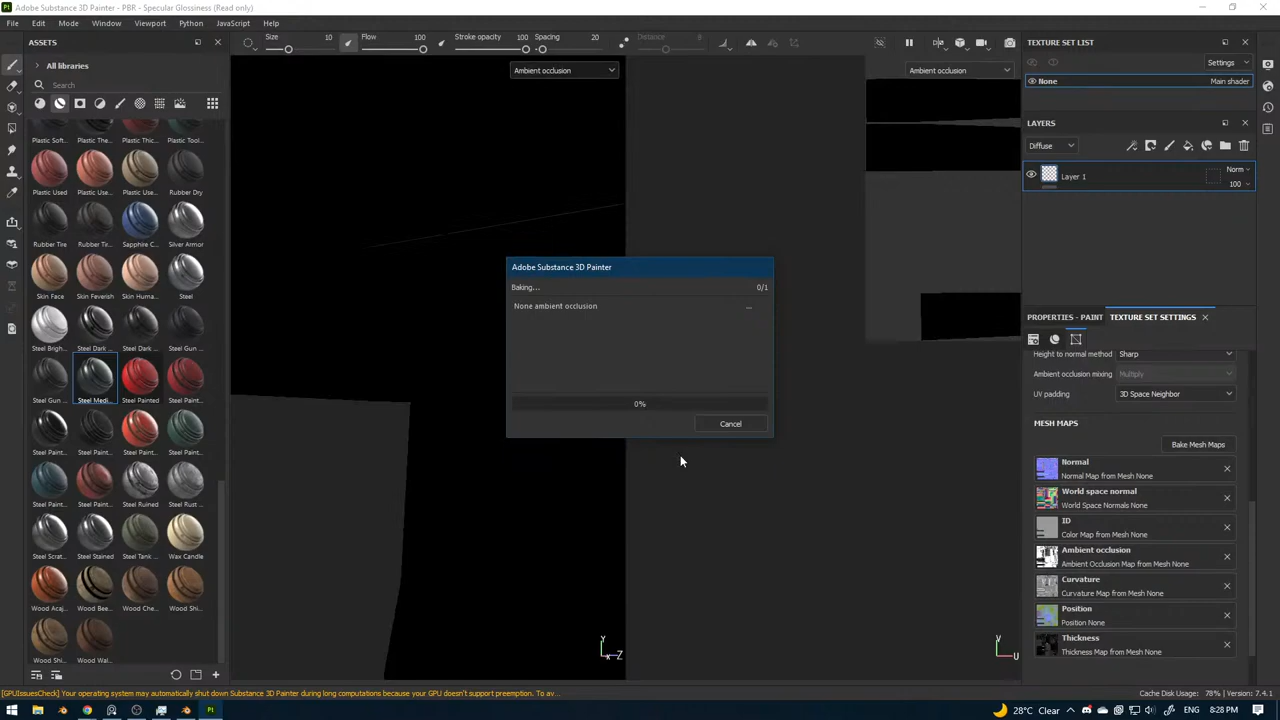 Adobe Substance 3D Painter - PBR - Specular Glossiness (Read only)
File Edit Mode Window Viewport Python JavaScript Help
ASSETS
Size 10 Flow 100 Stroke opacity 100 Spacing 20 Distance 8
TEXTURE SET LIST
All libraries
Ambient occlusion
Ambient occlusion
Settings
Search
None Main shader
LAYERS
Diffuse
Plastic Soft... Plastic The... Plastic Thic... Plastic Tool...
Layer 1 Norm
100
Plastic Used Plastic Use... Plastic Use... Rubber Dry
Rubber Tire Rubber Tir... Sapphire C... Silver Armor
Skin Face Skin Feverish Skin Huma... Steel
Adobe Substance 3D Painter
Baking... 0/1
None ambient occlusion ...
0%
Cancel
Steel Brigh... Steel Dark ... Steel Dark ... Steel Gun ...
Steel Gun ... Steel Medi... Steel Painted Steel Paint...
Steel Paint... Steel Paint... Steel Paint... Steel Paint...
Steel Paint... Steel Paint... Steel Ruined Steel Rust ...
Steel Scrat... Steel Stained Steel Tank ... Wax Candle
Wood Acaj... Wood Bee... Wood Che... Wood Shi...
Wood Shi... Wood Wal...
PROPERTIES - PAINT TEXTURE SET SETTINGS
Height to normal method Sharp
Ambient occlusion mixing Multiply
UV padding 3D Space Neighbor
MESH MAPS
Bake Mesh Maps
Normal
Normal Map from Mesh None
World space normal
World Space Normals None
ID
Color Map from Mesh None
Ambient occlusion
Ambient Occlusion Map from Mesh None
Curvature
Curvature Map from Mesh None
Position
Position None
Thickness
Thickness Map from Mesh None
Y
Z
X
V
U
[GPUIssuesCheck] Your operating system may automatically shut down Substance 3D Painter during long computations because your GPU doesn't support preemption. To av...
Cache Disk Usage: 78% | Version: 7.4.1
28°C Clear ENG 8:28 PM